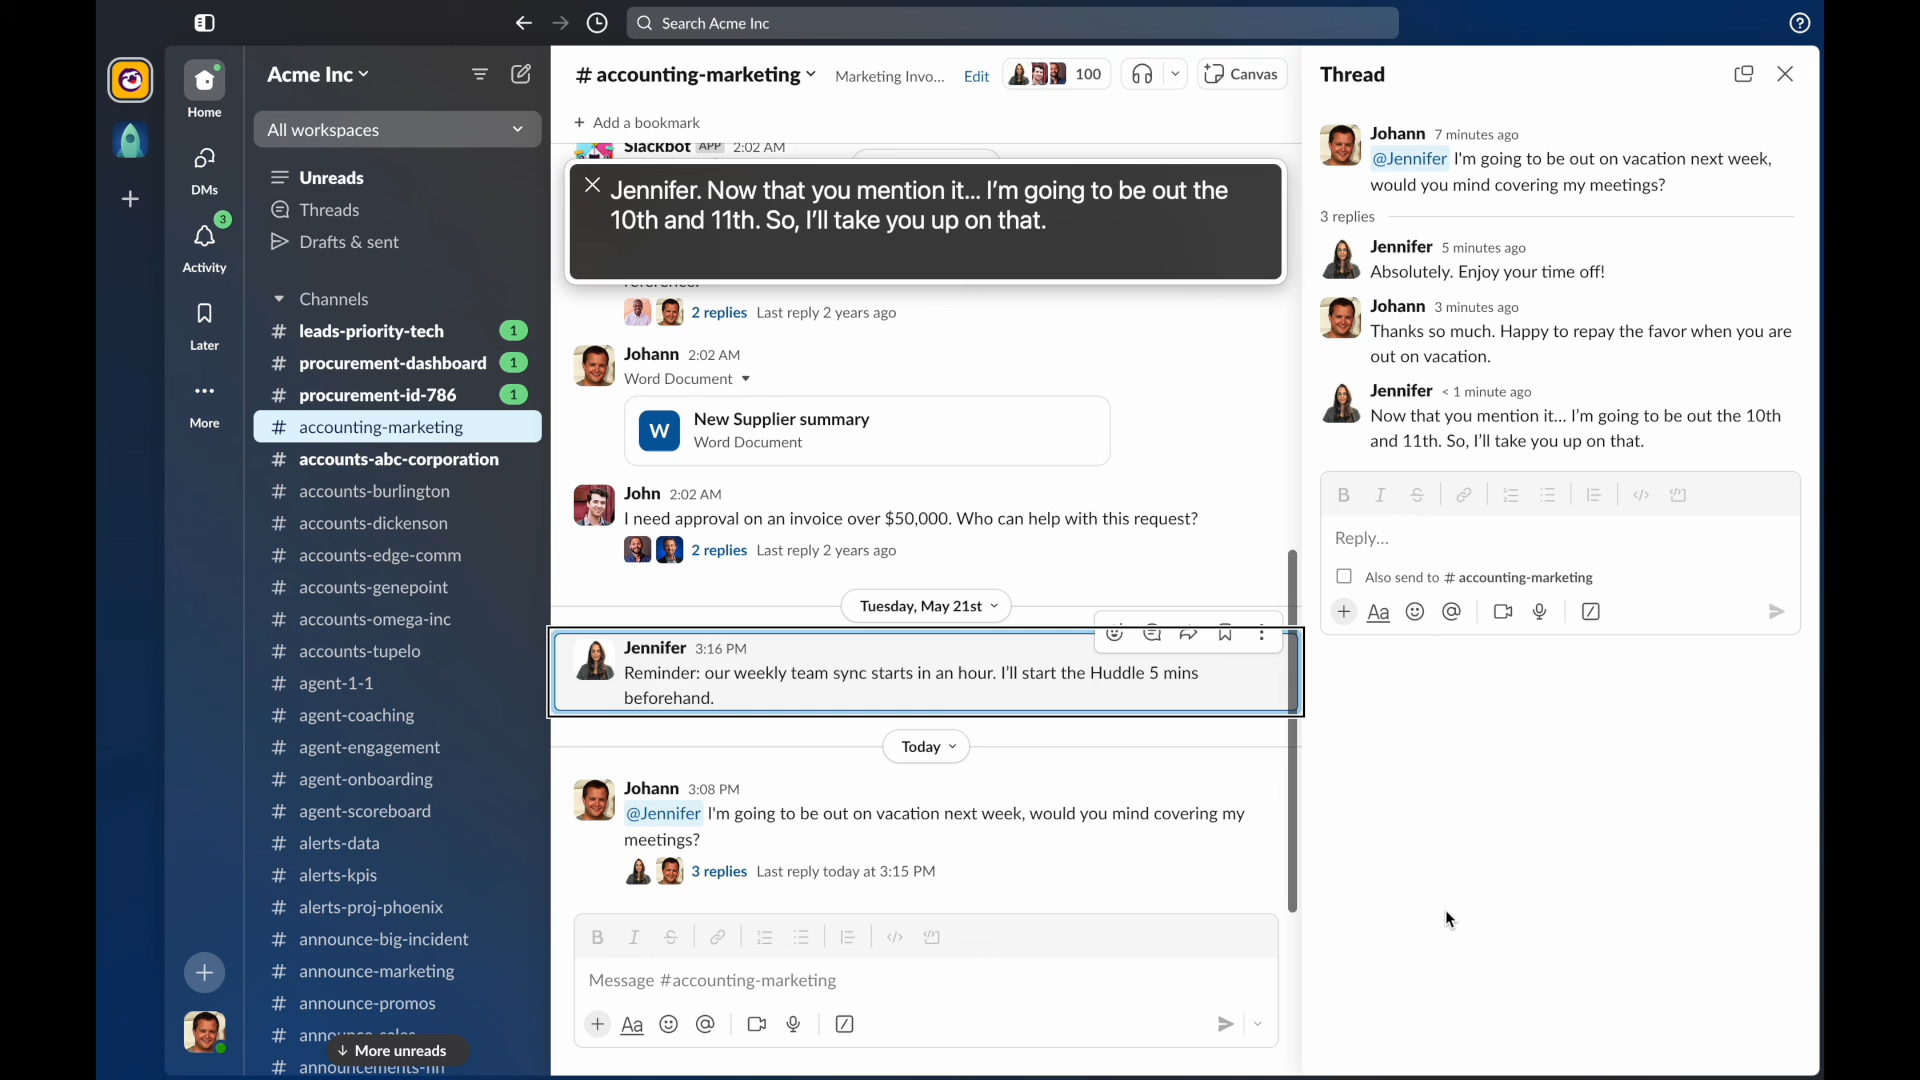 Search Acme Inc
Home
DMs
3
Activity
Later
More
Acme Inc
All workspaces
Unreads
Threads
Drafts & sent
Channels
# leads-priority-tech 1
# procurement-dashboard 1
# procurement-id-786 1
# accounting-marketing
# accounts-abc-corporation
# accounts-burlington
# accounts-dickenson
# accounts-edge-comm
# accounts-genepoint
# accounts-omega-inc
# accounts-tupelo
# agent-1-1
# agent-coaching
# agent-engagement
# agent-onboarding
# agent-scoreboard
# alerts-data
# alerts-kpis
# alerts-proj-phoenix
# announce-big-incident
# announce-marketing
# announce-promos
# announce-sales
More unreads
# announcements-fin
# accounting-marketing
Marketing Invo...
Edit
100
Canvas
+ Add a bookmark
Slackbot APP 2:02 AM
Jennifer. Now that you mention it... I’m going to be out the
10th and 11th. So, I’ll take you up on that.
reference.
2 replies Last reply 2 years ago
Johann 2:02 AM
Word Document
W
New Supplier summary
Word Document
John 2:02 AM
I need approval on an invoice over $50,000. Who can help with this request?
2 replies Last reply 2 years ago
Tuesday, May 21st
Jennifer 3:16 PM
Reminder: our weekly team sync starts in an hour. I’ll start the Huddle 5 mins
beforehand.
Today
Johann 3:08 PM
@Jennifer I'm going to be out on vacation next week, would you mind covering my
meetings?
3 replies Last reply today at 3:15 PM
B I S
Message #accounting-marketing
Aa
Thread
Johann 7 minutes ago
@Jennifer I'm going to be out on vacation next week,
would you mind covering my meetings?
3 replies
Jennifer 5 minutes ago
Absolutely. Enjoy your time off!
Johann 3 minutes ago
Thanks so much. Happy to repay the favor when you are
out on vacation.
Jennifer < 1 minute ago
Now that you mention it... I’m going to be out the 10th
and 11th. So, I’ll take you up on that.
B I S
Reply...
Also send to # accounting-marketing
Aa